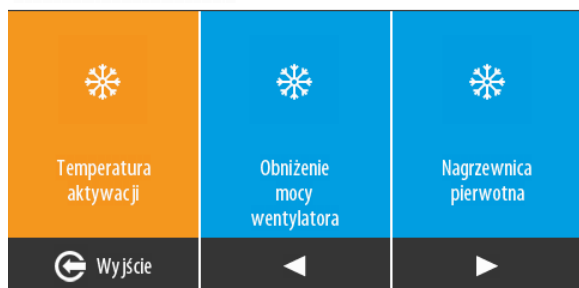 Temperatura
aktywacji
Obniżenie
mocy
wentylatora
Nagrzewnica
pierwotna
Wyjście